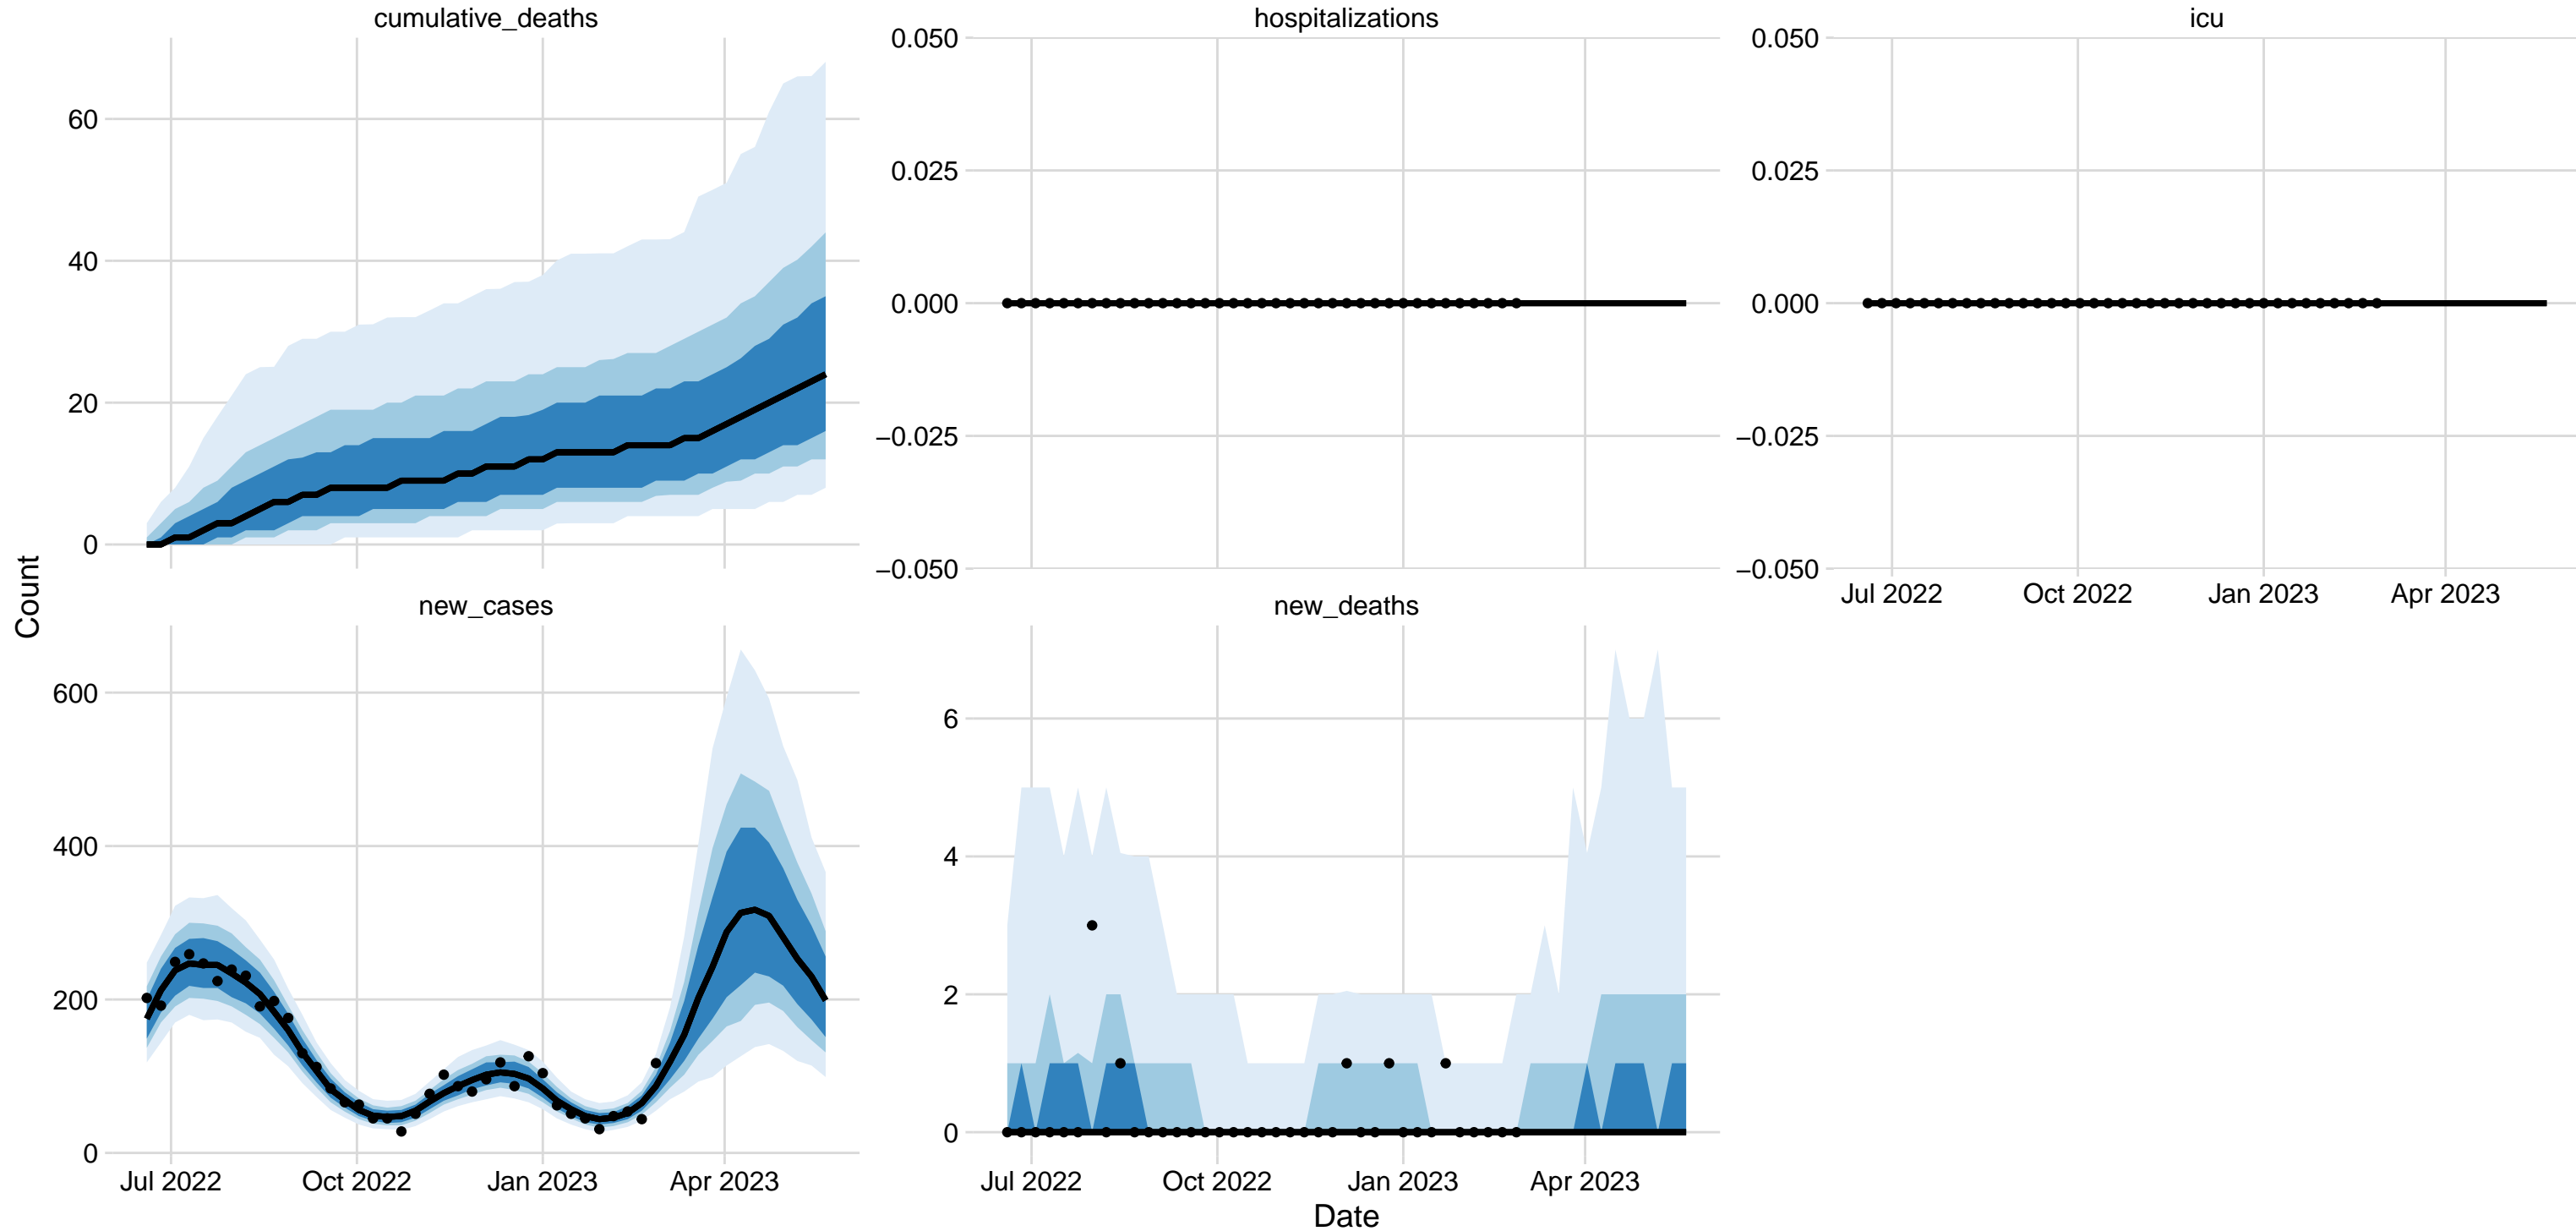 cumulative_deaths
hospitalizations
icu
60
40
20
0
0.050
0.025
0.000
−0.025
−0.050
0.050
0.025
0.000
−0.025
−0.050
Jul 2022
Oct 2022
Jan 2023
Apr 2023
Count
new_cases
new_deaths
600
400
200
0
6
4
2
0
Jul 2022
Oct 2022
Jan 2023
Apr 2023
Jul 2022
Oct 2022
Jan 2023
Apr 2023
Date